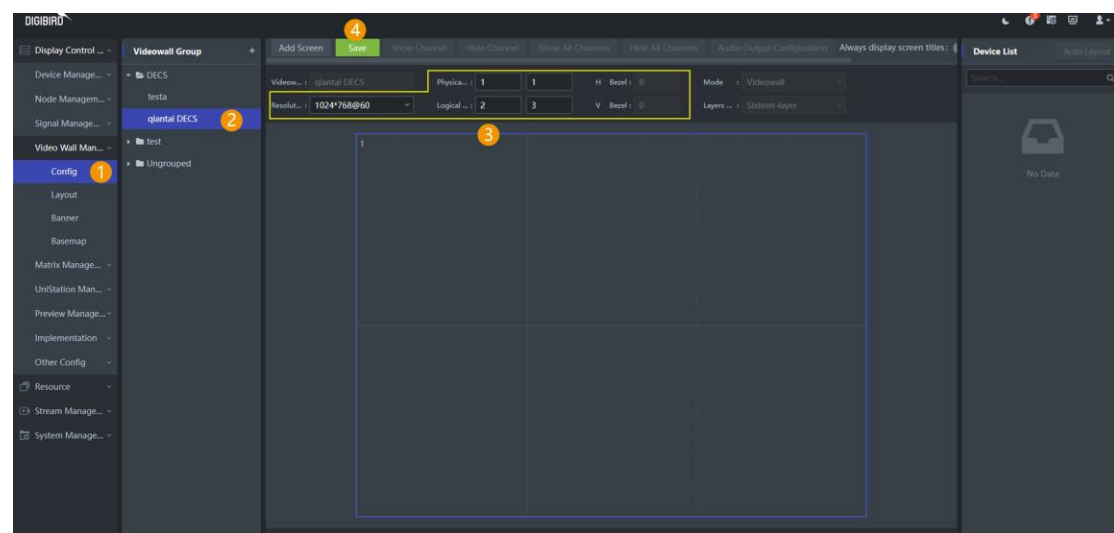 DIGIBIRD
Display Control ...
Device Manage...
Node Managem...
Signal Manage...
Video Wall Man...
Config 1
Layout
Banner
Basemap
Matrix Manage...
UniStation Man...
Preview Manage...
Implementation
Other Config
Resource
Stream Manage...
System Manage...
Videowall Group +
DECS
testa
qiantai DECS 2
test
Ungrouped
4
Add Screen Save Show Channel Hide Channel Show All Channels Hide All Channels Audio Output Configuration Always display screen titles:
Videow... : qiantai DECS Physica... : 1 1 H Bezel : 0 Mode : Videowall
Resolut... : 1024*768@60 Logical ... : 2 3 V Bezel : 0 Layers ... : Sixteen-layer
3
1
Device List Auto Layout
Search...
No Data